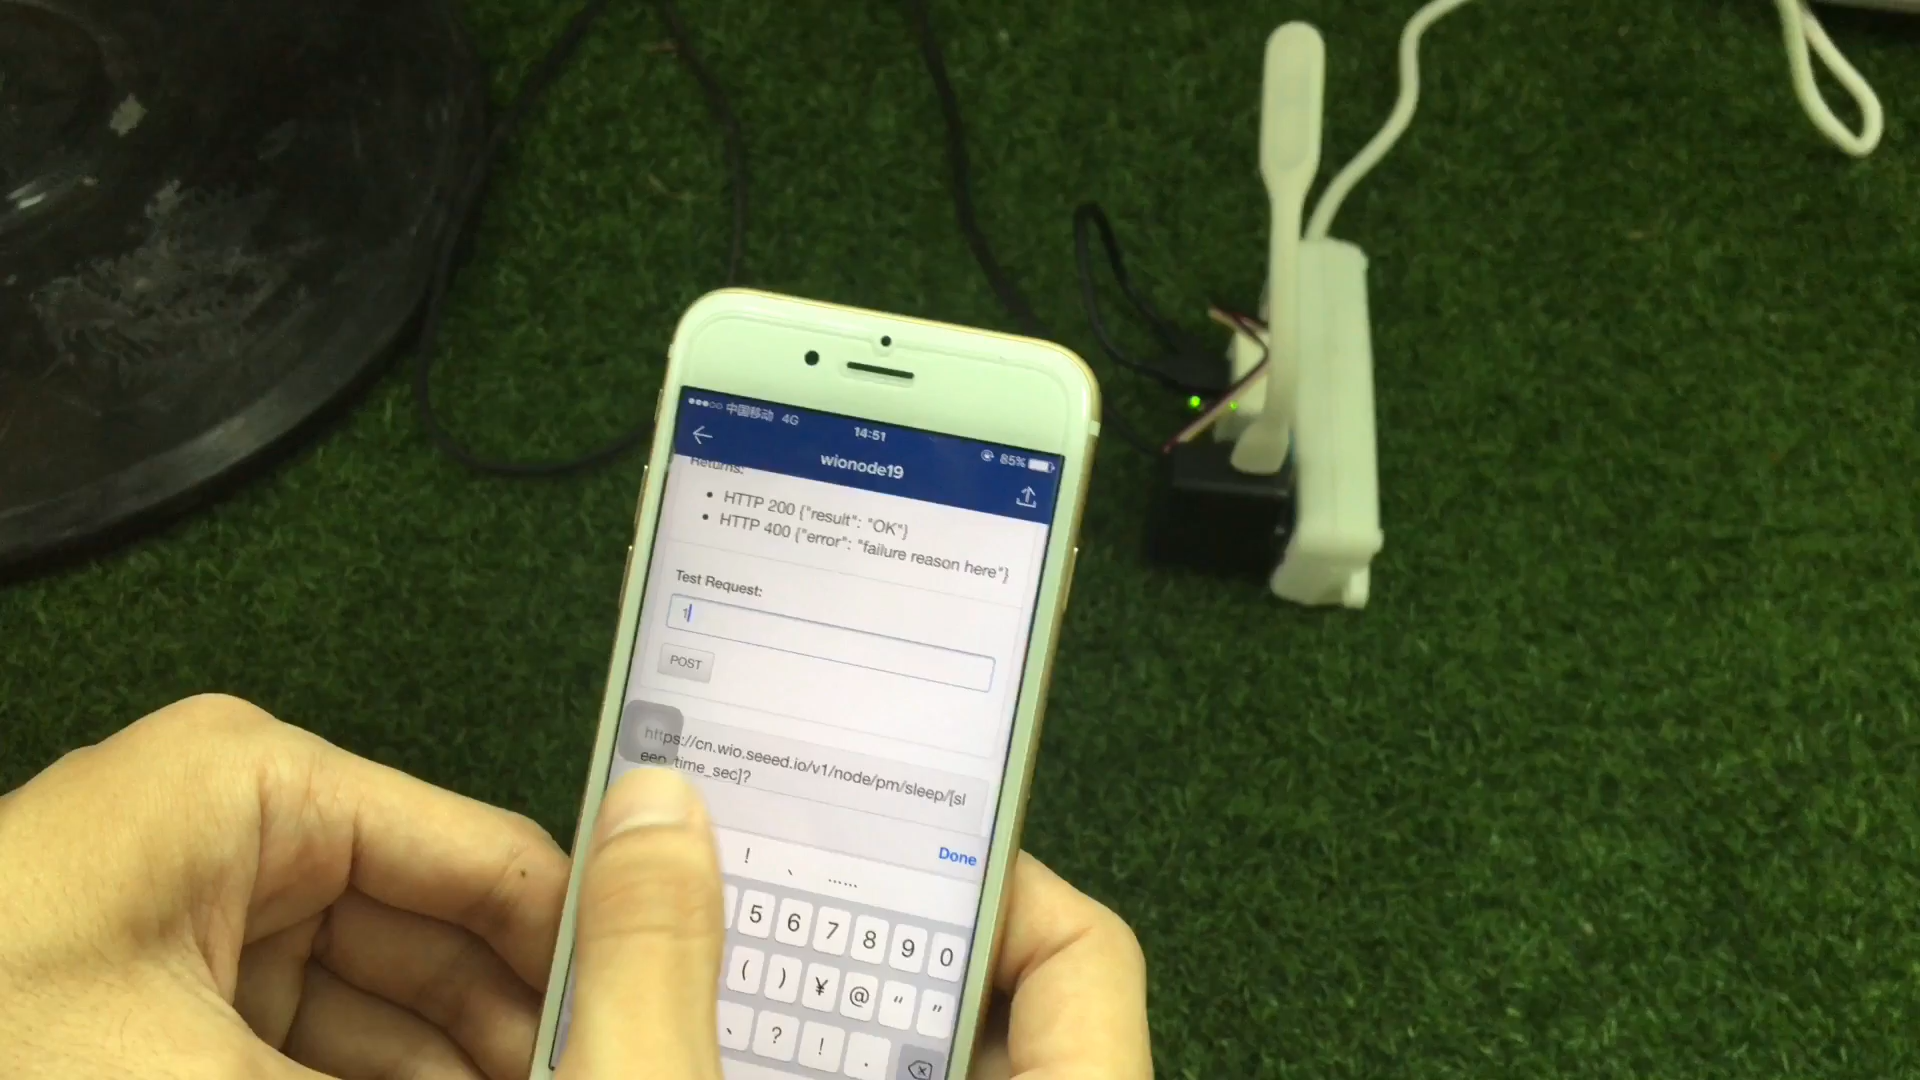 中国移动 4G
14:51
85%
wionode19
Returns:
HTTP 200 {"result": "OK"}
HTTP 400 {"error": "failure reason here"}
Test Request:
1
POST
https://cn.wio.seeed.io/v1/node/pm/sleep/[sl
eep_time_sec]?
Done
! 、 ......
5 6 7 8 9 0
( ) ¥ @ “ ”
、 ? ! .